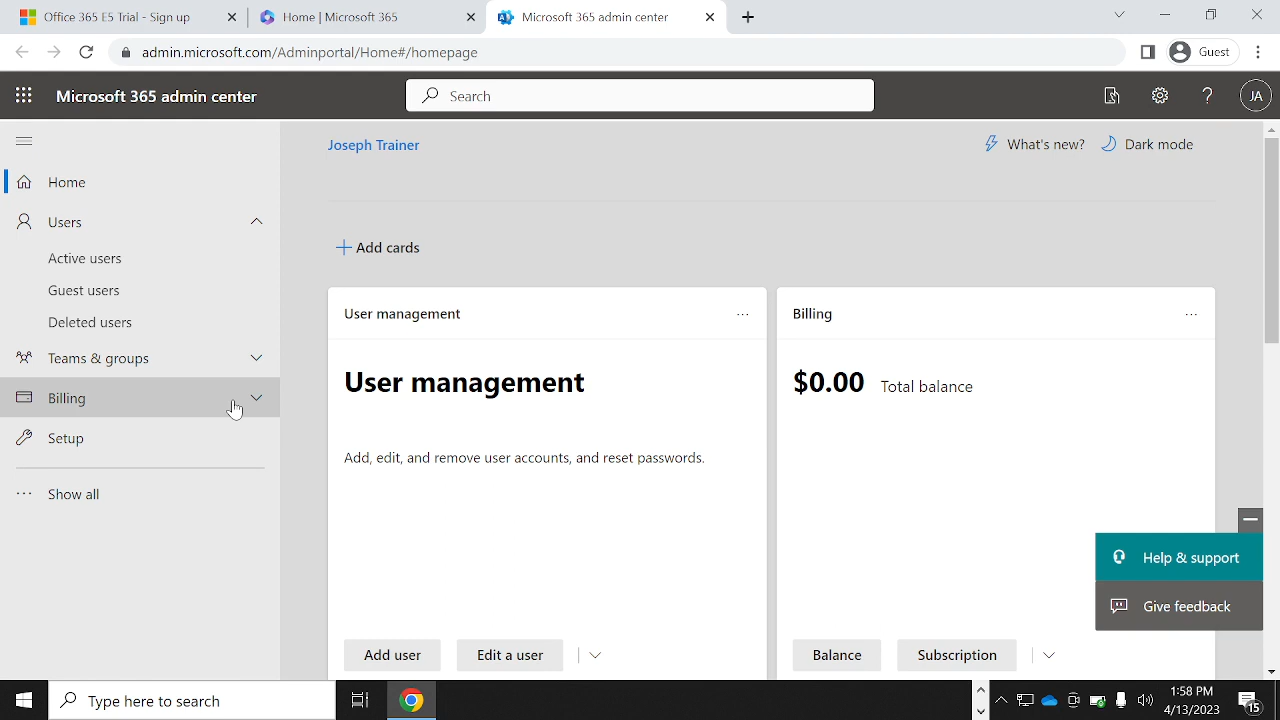 Office 365 E5 Trial - Sign up
Home | Microsoft 365
Microsoft 365 admin center
admin.microsoft.com/Adminportal/Home#/homepage
Guest
Microsoft 365 admin center
Search
JA
Home
Users
Active users
Guest users
Deleted users
Teams & groups
Billing
Setup
Show all
Joseph Trainer
What's new?
Dark mode
Add cards
User management
User management
Add, edit, and remove user accounts, and reset passwords.
Add user
Edit a user
Billing
$0.00 Total balance
Balance
Subscription
Help & support
Give feedback
Type here to search
1:58 PM
4/13/2023
15